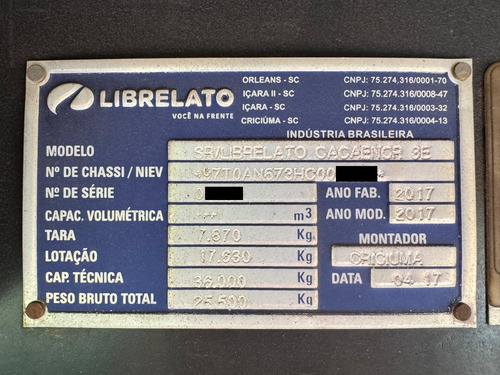 LIBRELATO
VOCÊ NA FRENTE
ORLEANS - SC CNPJ: 75.274.316/0001-70
IÇARA II - SC CNPJ: 75.274.316/0008-47
IÇARA - SC CNPJ: 75.274.316/0003-32
CRICIÚMA - SC CNPJ: 75.274.316/0004-13
INDÚSTRIA BRASILEIRA
MODELO SR/LIBRELATO CACAENCR 3E
Nº DE CHASSI / NIEV *97T0AN673HC00 *
Nº DE SÉRIE 0 ANO FAB. 2017
CAPAC. VOLUMÉTRICA *** m3 ANO MOD. 2017
TARA 7.870 Kg MONTADOR
LOTAÇÃO 17.630 Kg CRICIUMA
CAP. TÉCNICA 36.000 Kg DATA 04 17
PESO BRUTO TOTAL 25.500 Kg